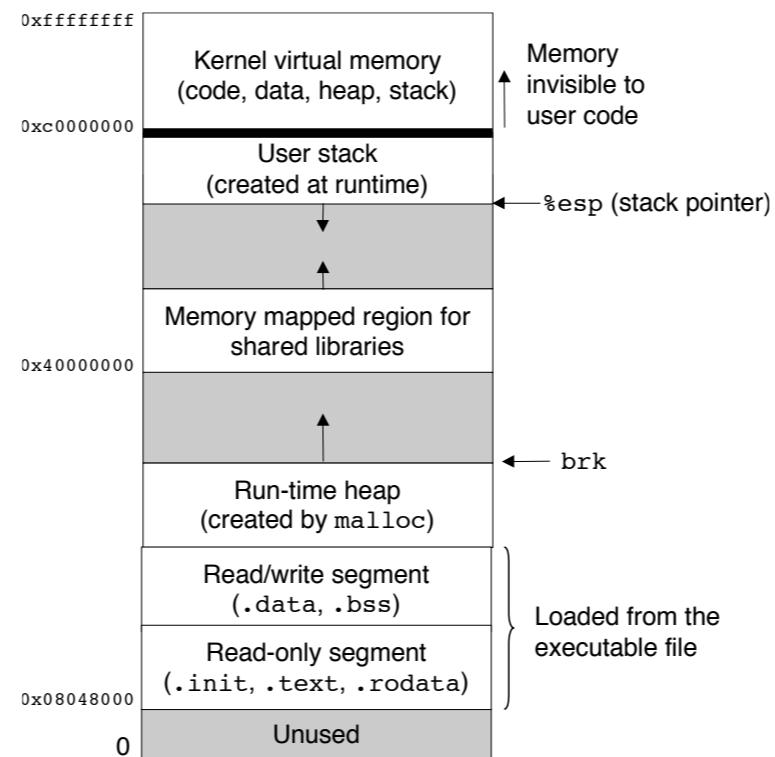 0xffffffff
Kernel virtual memory
(code, data, heap, stack)
Memory
invisible to
user code
0xc0000000
User stack
(created at runtime)
%esp (stack pointer)
Memory mapped region for
shared libraries
0x40000000
brk
Run-time heap
(created by malloc)
Read/write segment
(.data, .bss)
Loaded from the
executable file
Read-only segment
(.init, .text, .rodata)
0x08048000
Unused
0